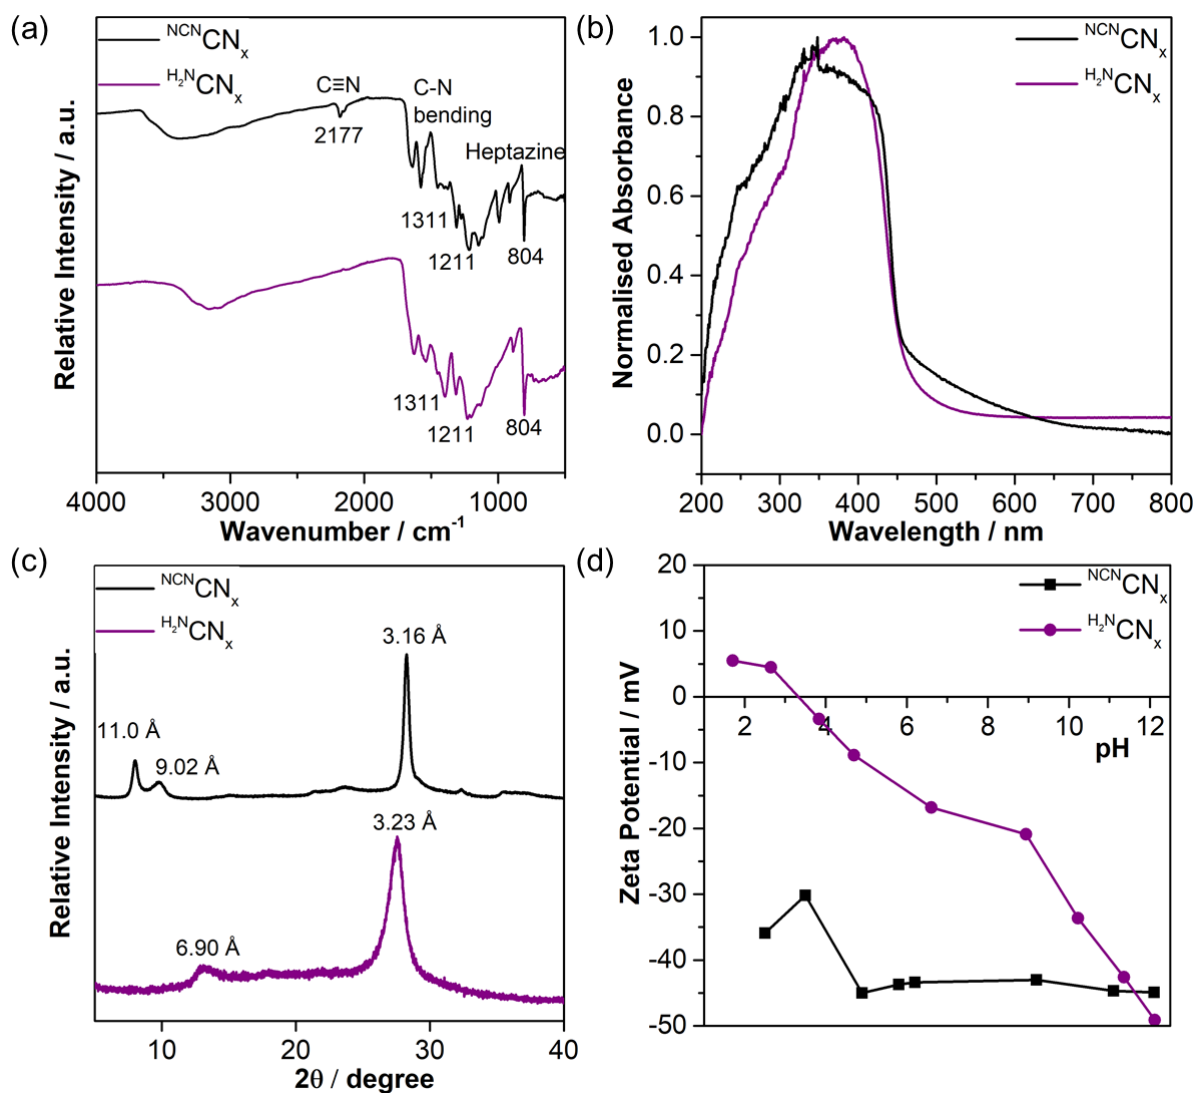 (a)
NCNCNx
H2NCNx
C≡N
2177
C-N
bending
Heptazine
1311
1211
804
1311
1211
804
Relative Intensity / a.u.
4000 3000 2000 1000
Wavenumber / cm-1
(b)
NCNCNx
H2NCNx
Normalised Absorbance
1.0
0.8
0.6
0.4
0.2
0.0
200 300 400 500 600 700 800
Wavelength / nm
(c)
NCNCNx
H2NCNx
11.0 Å
9.02 Å
3.16 Å
3.23 Å
6.90 Å
Relative Intensity / a.u.
10 20 30 40
2θ / degree
(d)
NCNCNx
H2NCNx
Zeta Potential / mV
20
10
0
-10
-20
-30
-40
-50
2 4 6 8 10 12
pH